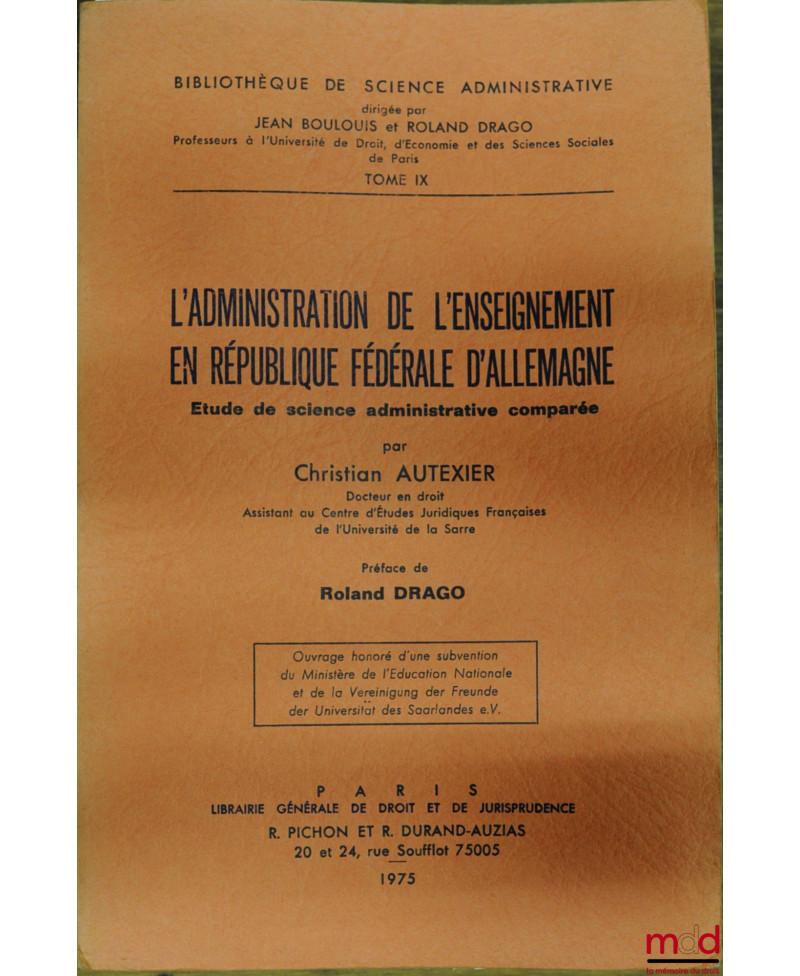 BIBLIOTHÈQUE DE SCIENCE ADMINISTRATIVE
dirigée par
JEAN BOULOUIS et ROLAND DRAGO
Professeurs à l'Université de Droit, d'Economie et des Sciences Sociales
de Paris
TOME IX
L'ADMINISTRATION DE L'ENSEIGNEMENT
EN RÉPUBLIQUE FÉDÉRALE D'ALLEMAGNE
Etude de science administrative comparée
par
Christian AUTEXIER
Docteur en droit
Assistant au Centre d'Études Juridiques Françaises
de l'Université de la Sarre
Préface de
Roland DRAGO
Ouvrage honoré d'une subvention
du Ministère de l'Education Nationale
et de la Vereinigung der Freunde
der Universität des Saarlandes e.V.
PARIS
LIBRAIRIE GÉNÉRALE DE DROIT ET DE JURISPRUDENCE
R. PICHON ET R. DURAND-AUZIAS
20 et 24, rue Soufflot 75005
1975
mdd
la mémoire du droit